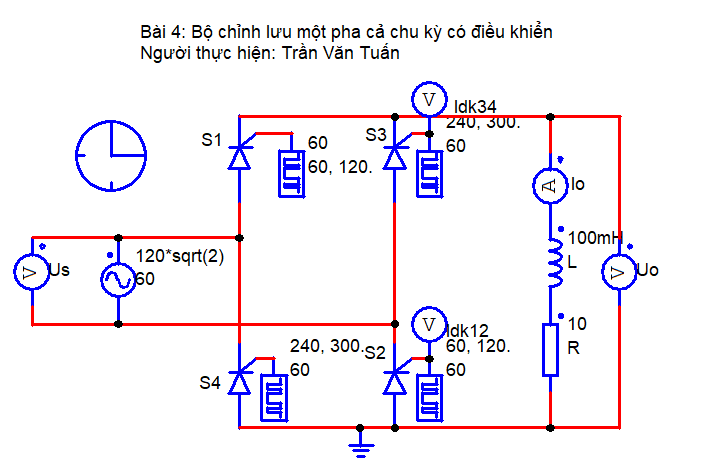 Bài 4: Bộ chỉnh lưu một pha cả chu kỳ có điều khiển
Người thực hiện: Trần Văn Tuấn
V
Idk34
S1
60
60, 120.
S3
240, 300.
60
A
Io
100mH
L
V
Us
120*sqrt(2)
60
V
Uo
V
Idk12
10
R
S4
240, 300.
60
S2
60, 120.
60